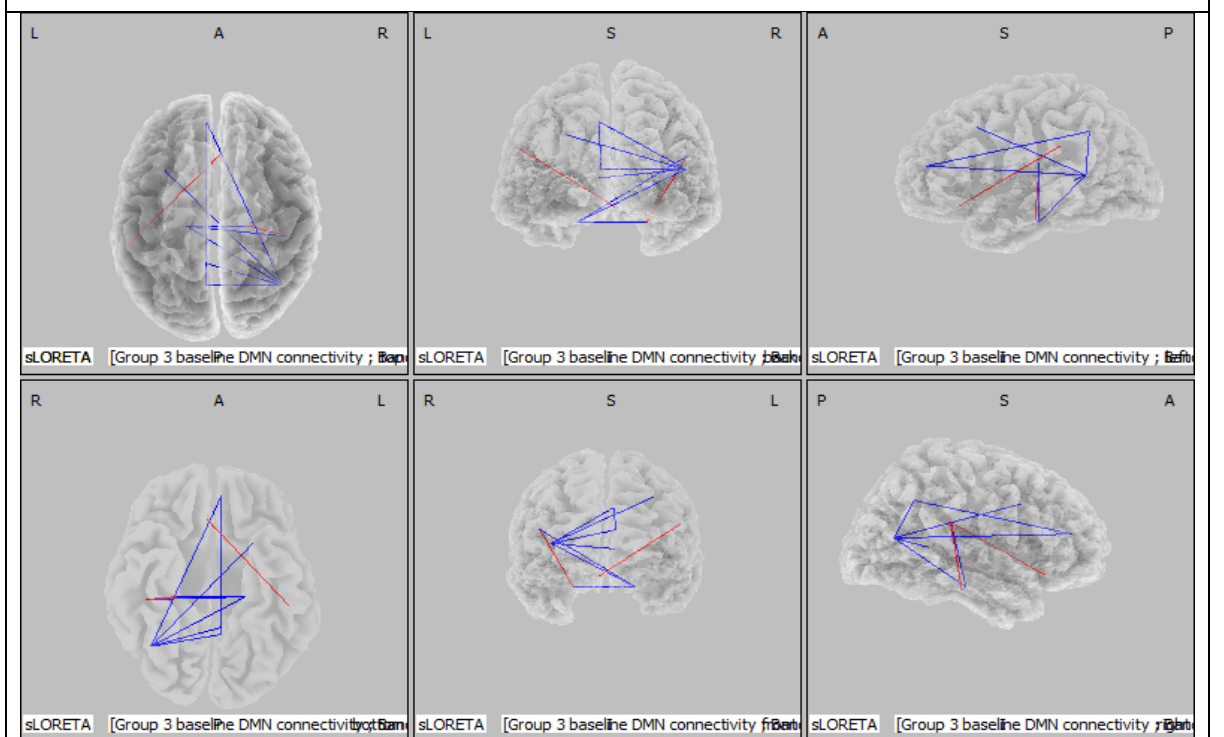 L A R
L S R
A S P
sLORETA [Group 3 baseline DMN connectivity ;
sLORETA [Group 3 baseline DMN connectivity ;
sLORETA [Group 3 baseline DMN connectivity ;
R A L
R S L
P S A
sLORETA [Group 3 baseline DMN connectivity
sLORETA [Group 3 baseline DMN connectivity
sLORETA [Group 3 baseline DMN connectivity ;